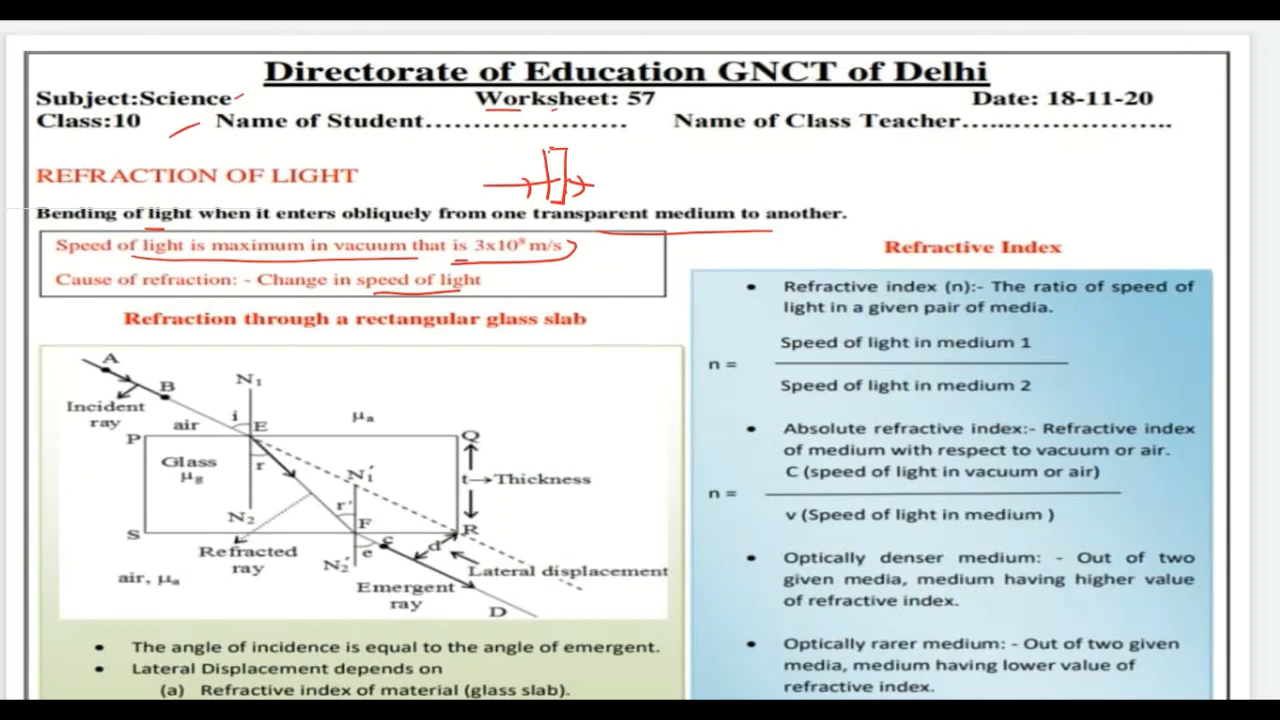 Directorate of Education GNCT of Delhi
Subject:Science Worksheet: 57 Date: 18-11-20
Class:10 Name of Student………………… Name of Class Teacher…...……………..
REFRACTION OF LIGHT
Bending of light when it enters obliquely from one transparent medium to another.
Speed of light is maximum in vacuum that is 3x10⁸ m/s
Cause of refraction: - Change in speed of light
Refraction through a rectangular glass slab
A
B
N₁
Incident
ray
air
i
E
μₐ
P
Q
Glass
μg
r
N₁′
t→Thickness
N₂
r′
F
S
R
Refracted
ray
e
c
d
N₂′
air, μₐ
Lateral displacement
Emergent
ray
D
• The angle of incidence is equal to the angle of emergent.
• Lateral Displacement depends on
(a) Refractive index of material (glass slab).
Refractive Index
• Refractive index (n):- The ratio of speed of
light in a given pair of media.
Speed of light in medium 1
n =
Speed of light in medium 2
• Absolute refractive index:- Refractive index
of medium with respect to vacuum or air.
C (speed of light in vacuum or air)
n =
v (Speed of light in medium )
• Optically denser medium: - Out of two
given media, medium having higher value
of refractive index.
• Optically rarer medium: - Out of two given
media, medium having lower value of
refractive index.